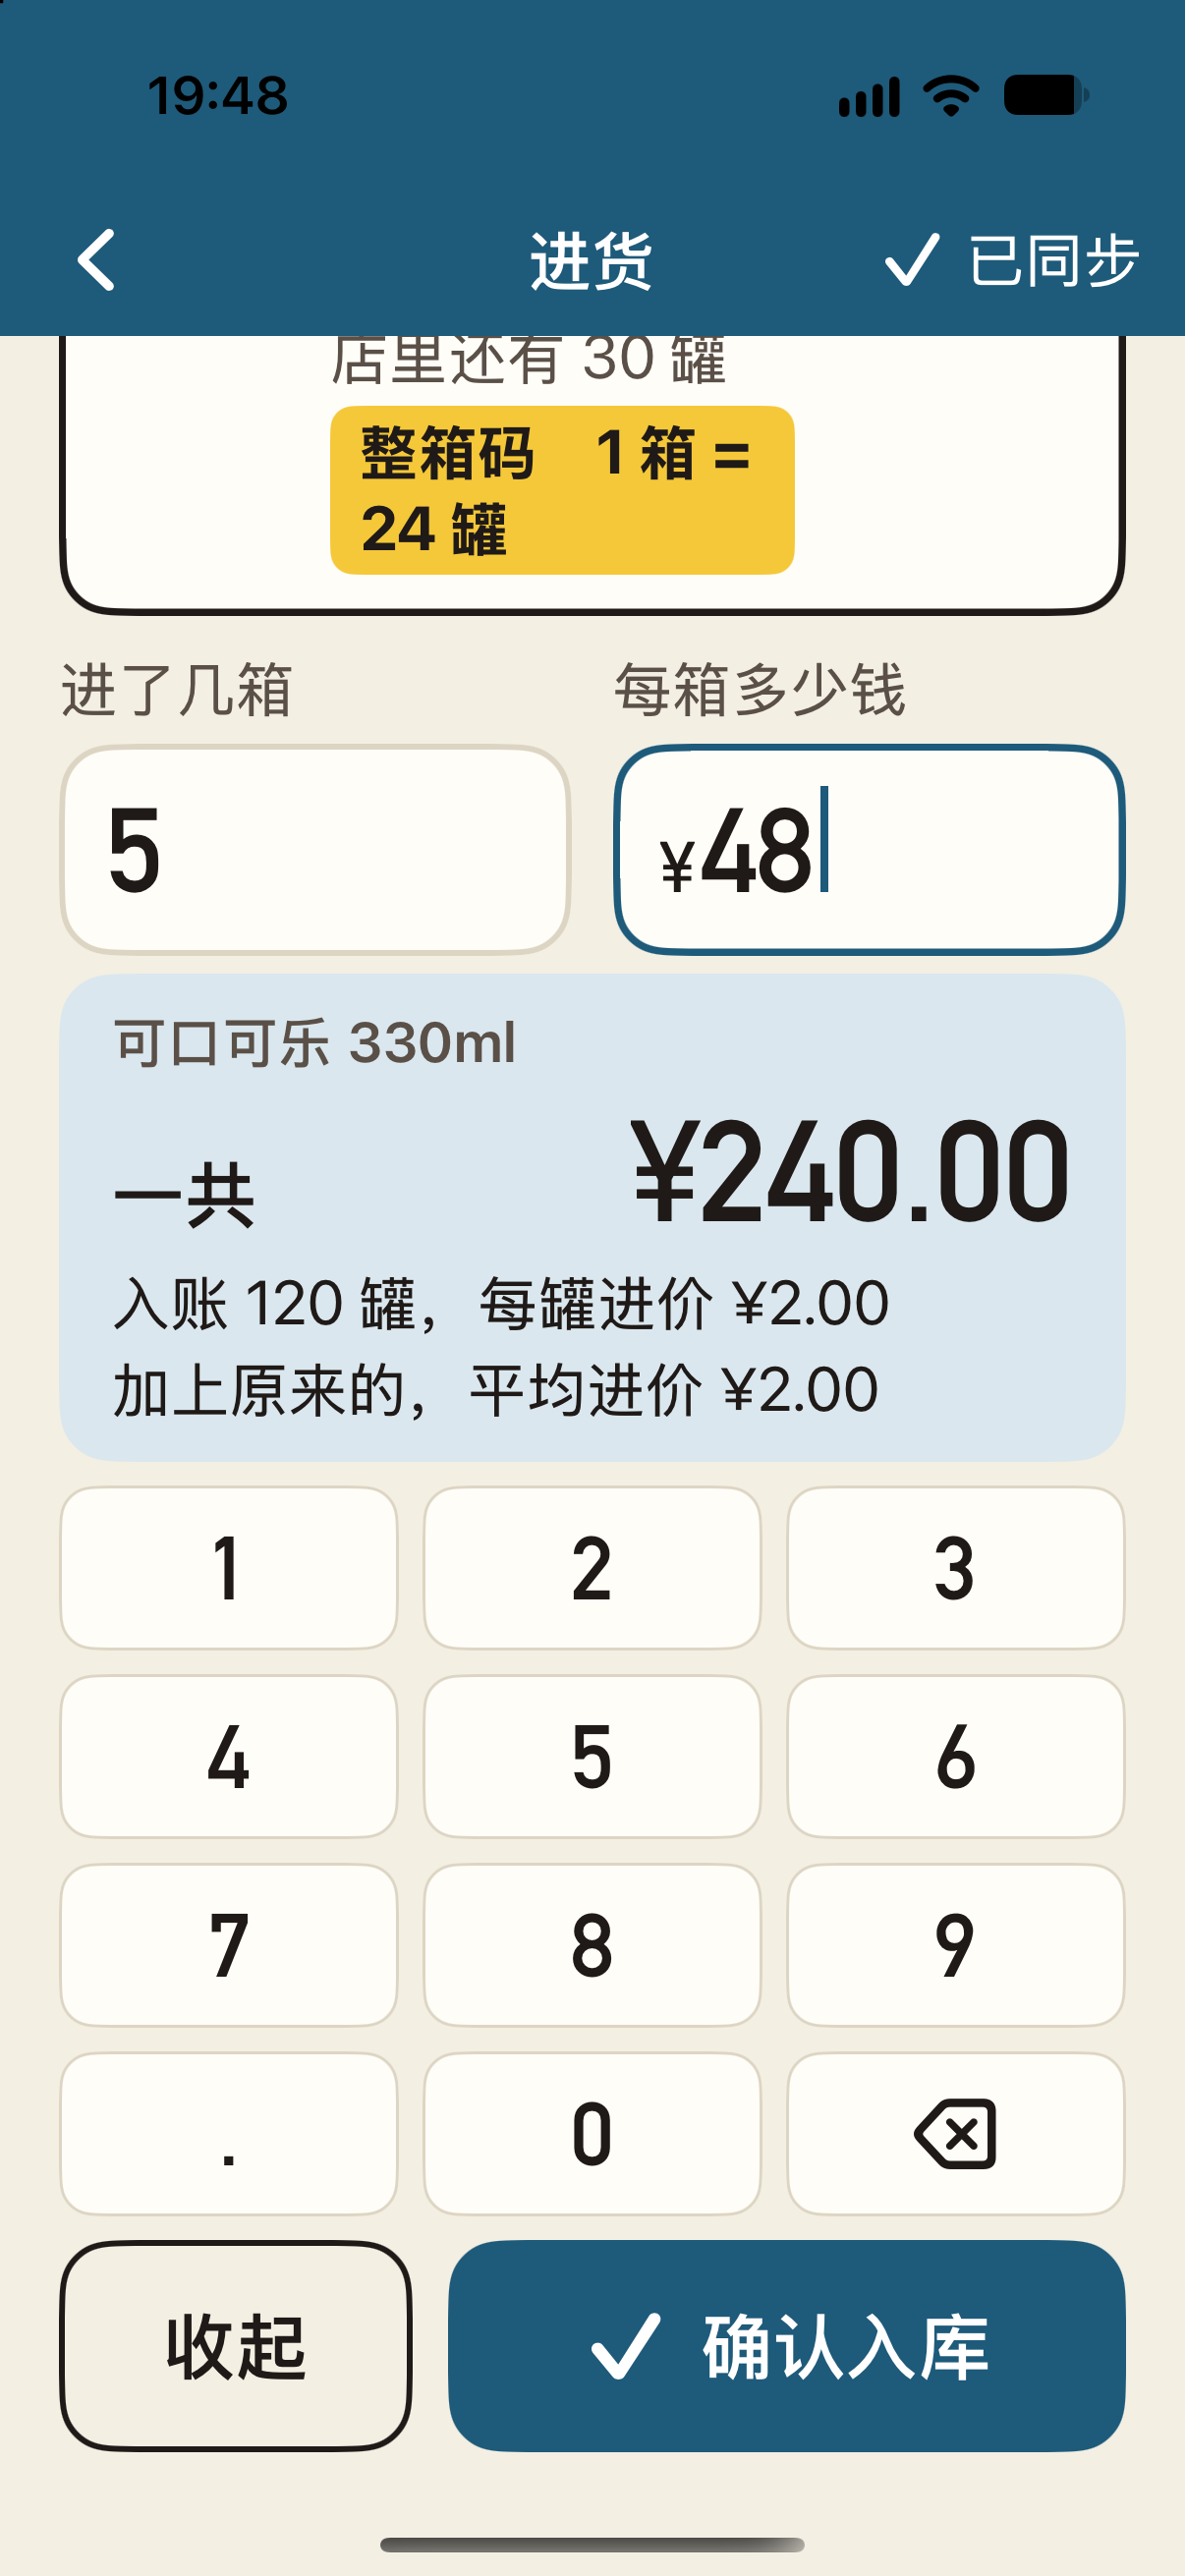 19:48
进货
已同步
店里还有 30 罐
整箱码 1 箱 =
24 罐
进了几箱
每箱多少钱
5
¥48
可口可乐 330ml
一共
¥240.00
入账 120 罐，每罐进价 ¥2.00
加上原来的，平均进价 ¥2.00
1
2
3
4
5
6
7
8
9
.
0
收起
确认入库